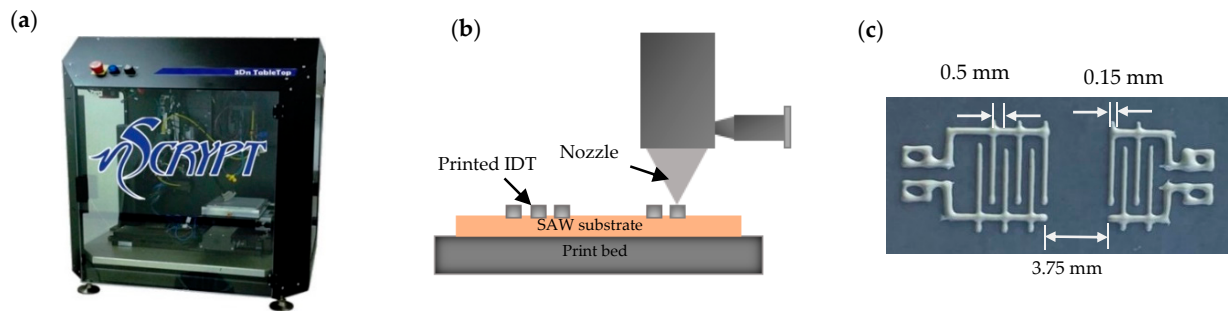 (a)
3Dn TableTop
nSCRYPT
(b)
Nozzle
Printed IDT
SAW substrate
Print bed
(c)
0.5 mm
0.15 mm
3.75 mm